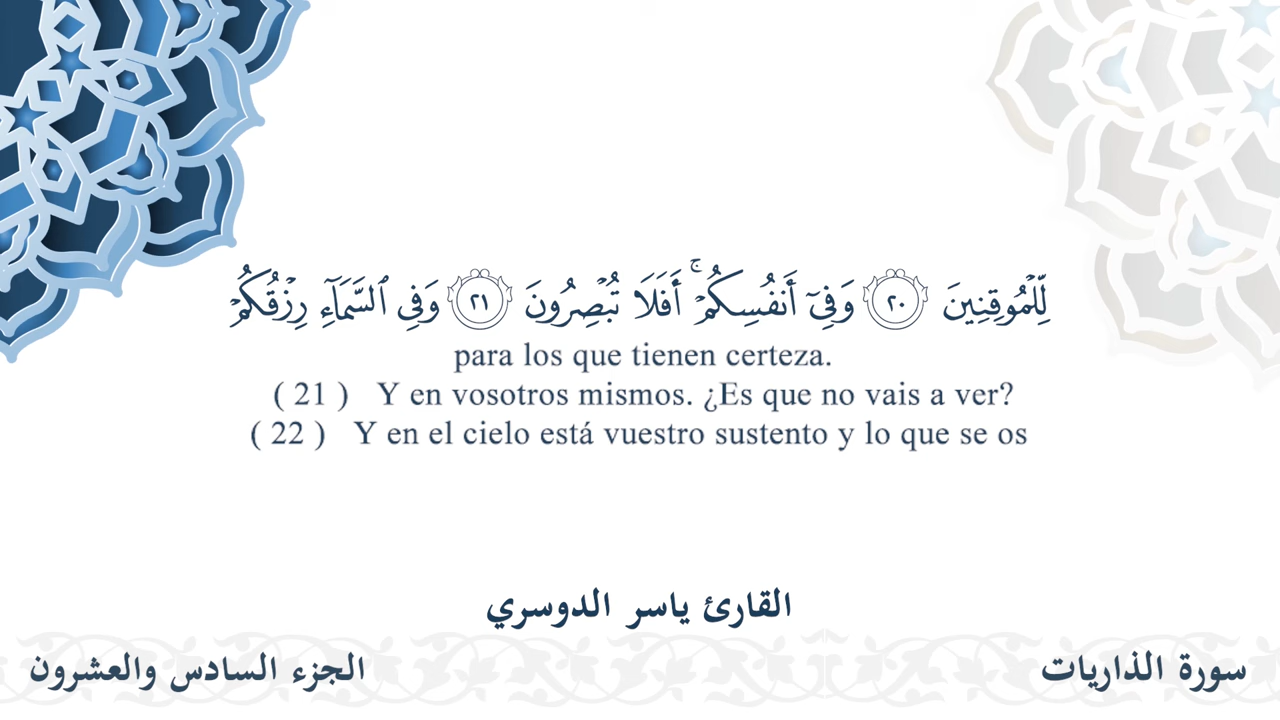 لِّلْمُوقِنِينَ ٢٠ وَفِىٓ أَنفُسِكُمْ ۚ أَفَلَا تُبْصِرُونَ ٢١ وَفِى ٱلسَّمَآءِ رِزْقُكُمْ
para los que tienen certeza.
( 21 ) Y en vosotros mismos. ¿Es que no vais a ver?
( 22 ) Y en el cielo está vuestro sustento y lo que se os
القارئ ياسر الدوسري
سورة الذاريات
الجزء السادس والعشرون